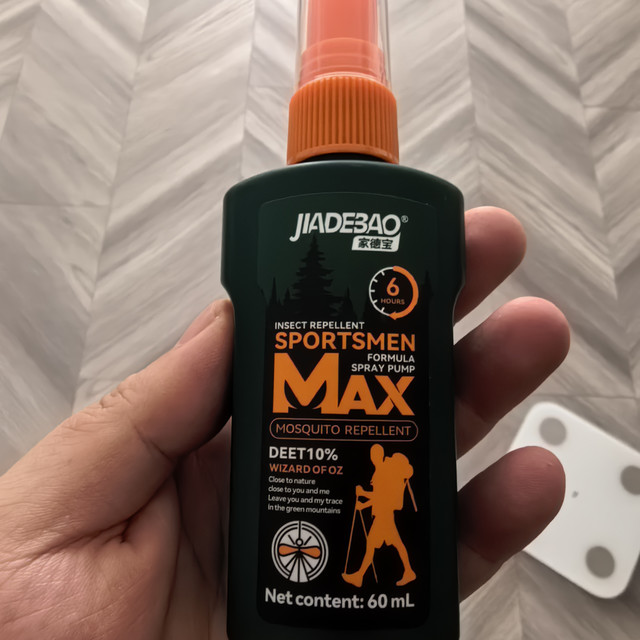 JIADEBAO®
家德宝
6
HOURS
INSECT REPELLENT
SPORTSMEN
FORMULA
SPRAY PUMP
MAX
MOSQUITO REPELLENT
DEET10%
WIZARD OF OZ
Close to nature
close to you and me
Leave you and my trace
in the green mountains
Net content: 60 mL